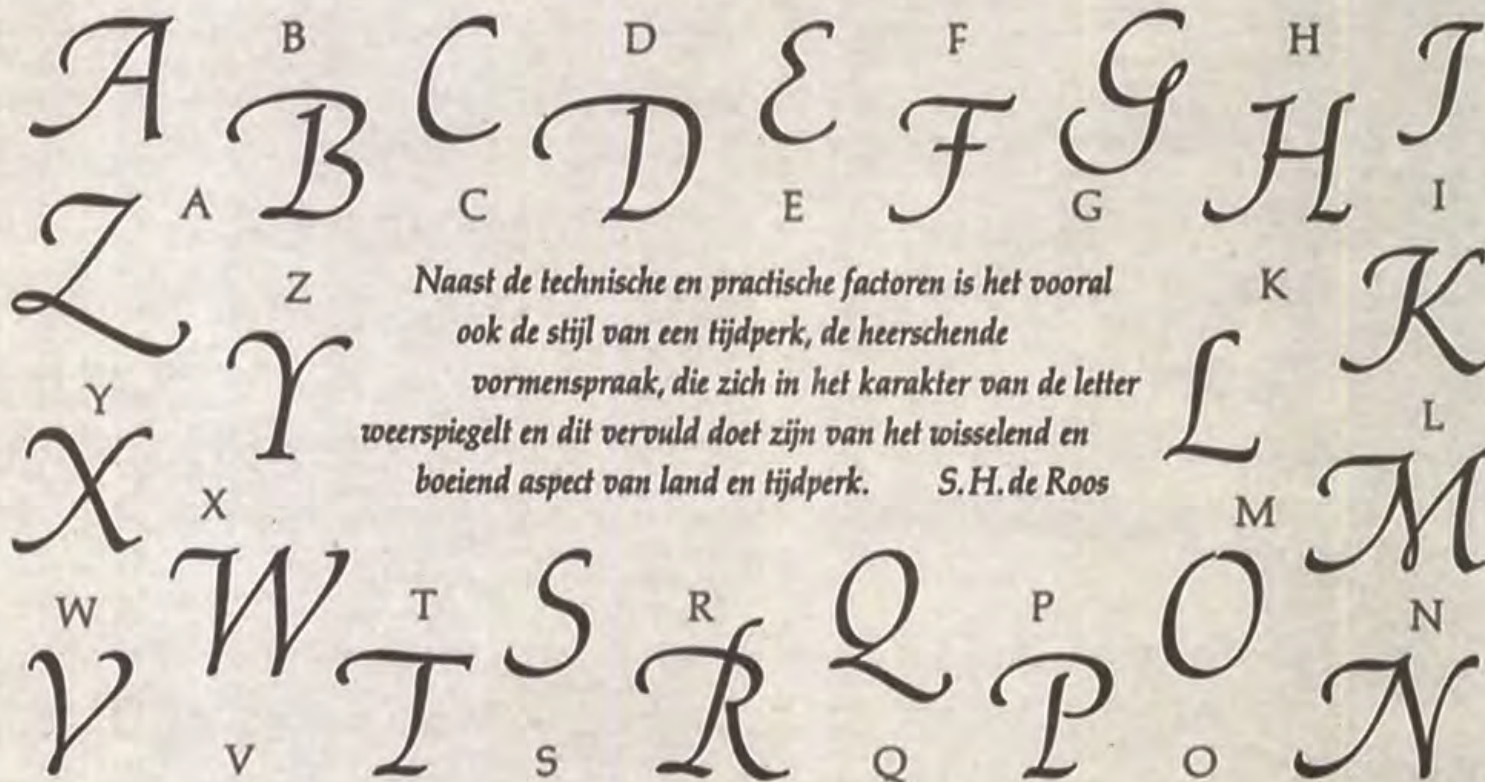 A B C D E F G H I
B D F H
A C E G I
Z Z K K
Naast de technische en practische factoren is het vooral
ook de stijl van een tijdperk, de heerschende
vormenspraak, die zich in het karakter van de letter
weerspiegelt en dit vervuld doet zijn van het wisselend en
boeiend aspect van land en tijdperk. S.H. de Roos
Y Y L L
X X M M
W W T S R Q P O N
V T R P N
V S Q O